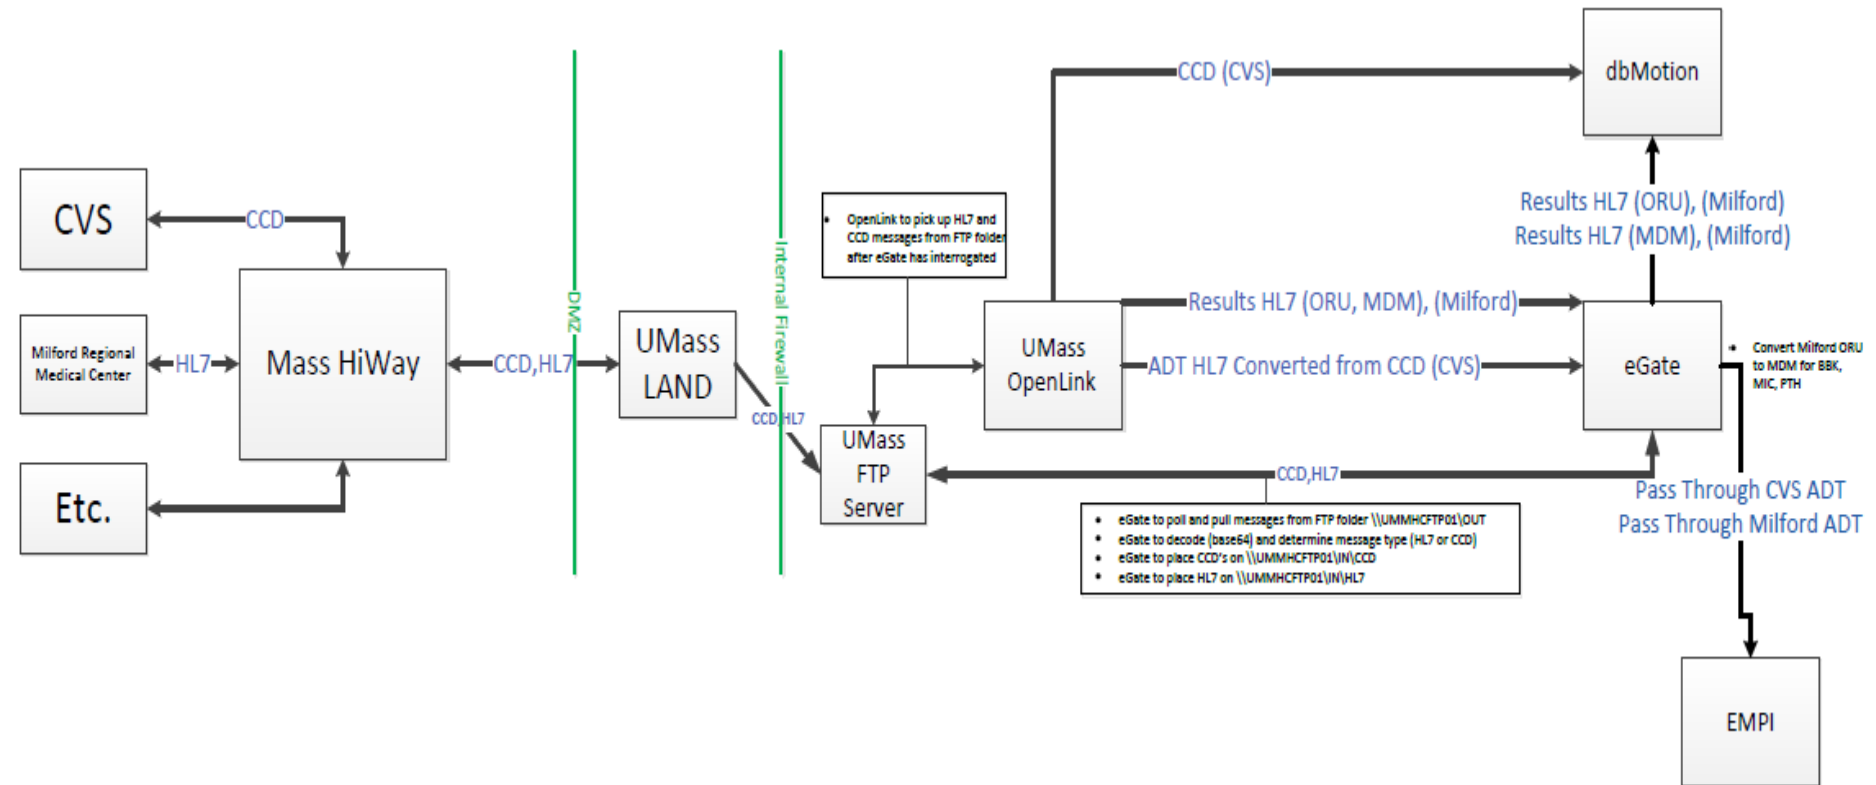 CCD (CVS)
dbMotion
CVS
CCD
• OpenLink to pick up HL7 and
CCD messages from FTP folder
after eGate has interrogated
Results HL7 (ORU), (Milford)
Results HL7 (MDM), (Milford)
Internal Firewall
DMZ
Results HL7 (ORU, MDM), (Milford)
Milford Regional
Medical Center
HL7
Mass HiWay
CCD,HL7
UMass
LAND
UMass
OpenLink
ADT HL7 Converted from CCD (CVS)
eGate
• Convert Milford ORU
to MDM for BBK,
MIC, PTH
CCD,HL7
UMass
FTP
Server
CCD,HL7
Etc.
Pass Through CVS ADT
Pass Through Milford ADT
• eGate to poll and pull messages from FTP folder \\UMMHCFTP01\OUT
• eGate to decode (base64) and determine message type (HL7 or CCD)
• eGate to place CCD's on \\UMMHCFTP01\IN\CCD
• eGate to place HL7 on \\UMMHCFTP01\IN\HL7
EMPI